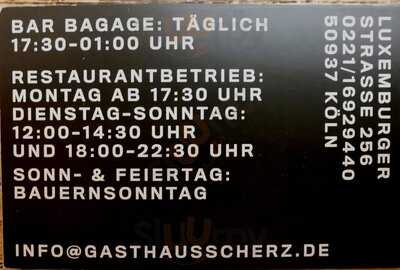 BAR BAGAGE: TÄGLICH
17:30-01:00 UHR
RESTAURANTBETRIEB:
MONTAG AB 17:30 UHR
DIENSTAG-SONNTAG:
12:00-14:30 UHR
UND 18:00-22:30 UHR
SONN- & FEIERTAG:
BAUERNSONNTAG
INFO@GASTHAUSSCHERZ.DE
LUXEMBURGER
STRASSE 256
0221/16929440
50937 KÖLN